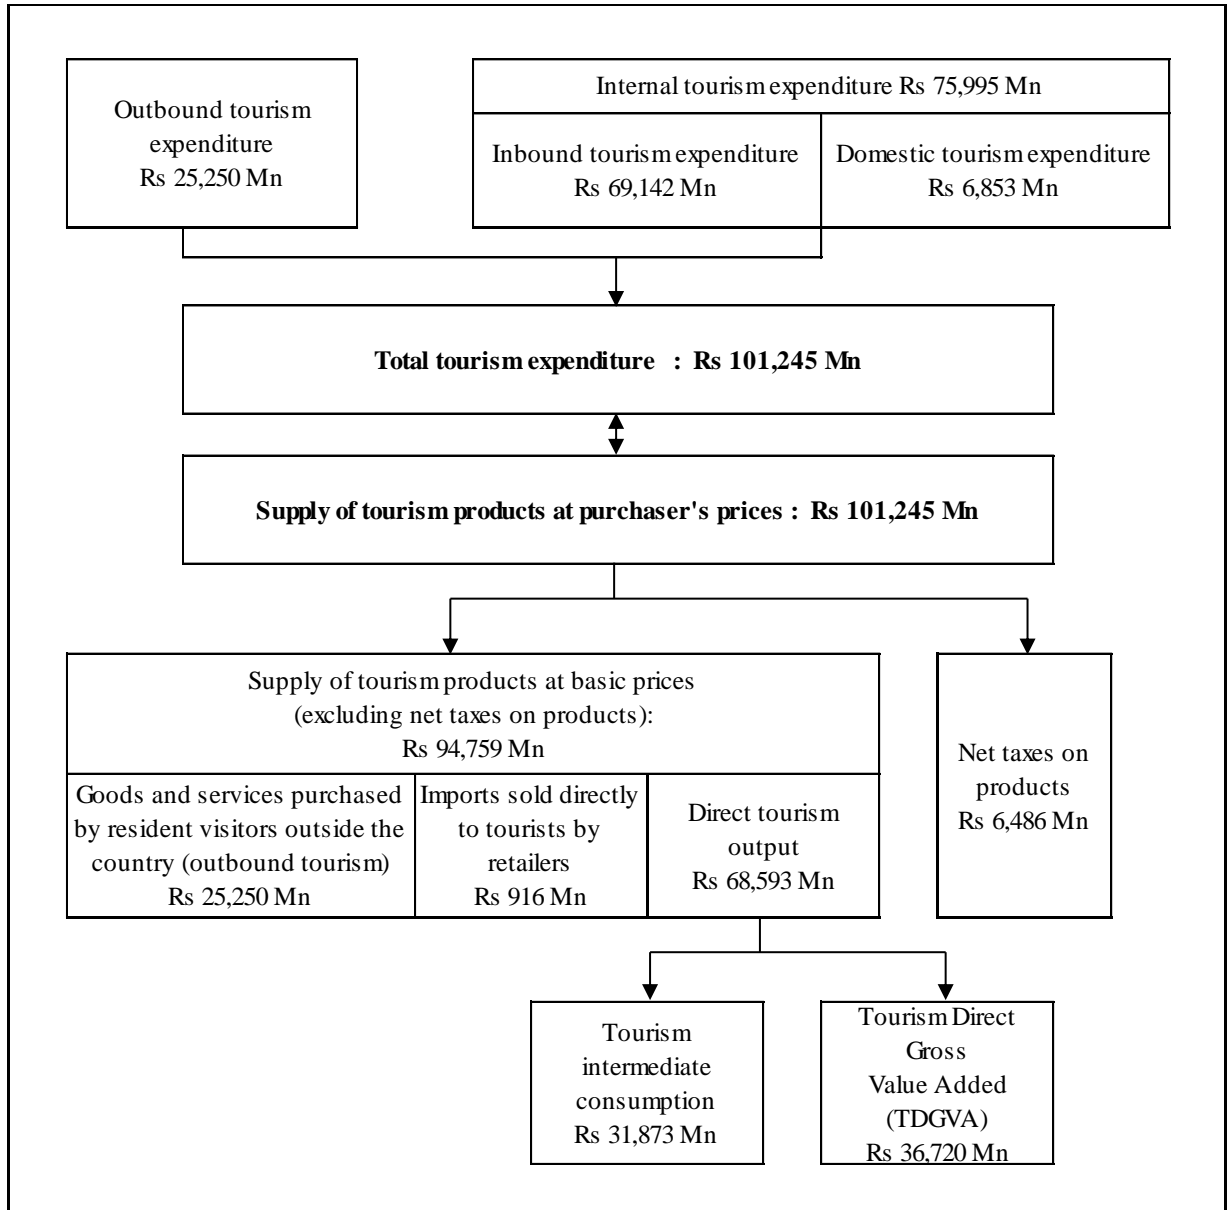 Outbound tourism
expenditure
Rs 25,250 Mn
Internal tourism expenditure Rs 75,995 Mn
Inbound tourism expenditure
Rs 69,142 Mn
Domestic tourism expenditure
Rs 6,853 Mn
Total tourism expenditure : Rs 101,245 Mn
Supply of tourism products at purchaser's prices : Rs 101,245 Mn
Supply of tourism products at basic prices
(excluding net taxes on products):
Rs 94,759 Mn
Goods and services purchased
by resident visitors outside the
country (outbound tourism)
Rs 25,250 Mn
Imports sold directly
to tourists by
retailers
Rs 916 Mn
Direct tourism
output
Rs 68,593 Mn
Net taxes on
products
Rs 6,486 Mn
Tourism
intermediate
consumption
Rs 31,873 Mn
Tourism Direct
Gross
Value Added
(TDGVA)
Rs 36,720 Mn